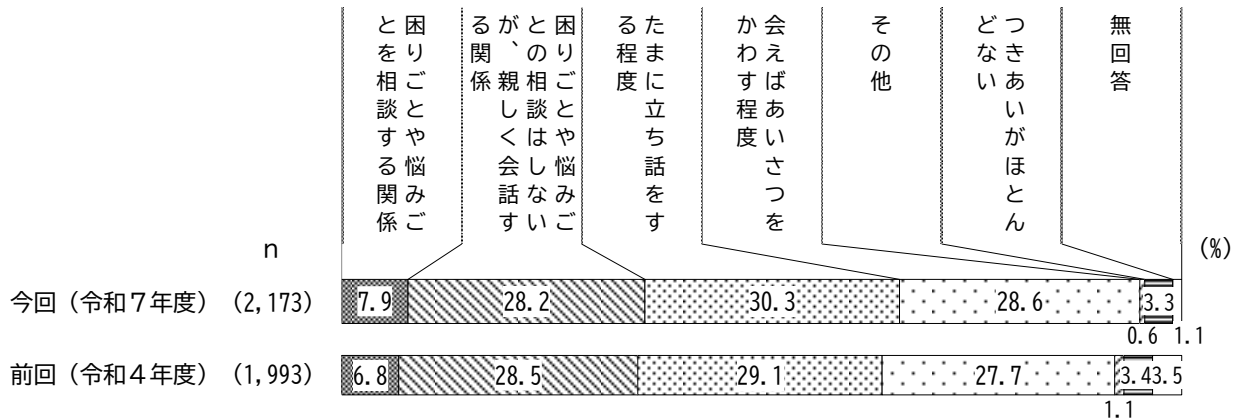 困りごとや悩みご
とを相談する関係
困りごとや悩みご
との相談はしない
が、親しく会話す
る関係
たまに立ち話をす
る程度
会えばあいさつを
かわす程度
その他
つきあいがほとん
どない
無回答
n
(%)
今回（令和７年度） (2,173) 7.9 28.2 30.3 28.6 3.3
0.6 1.1
前回（令和４年度） (1,993) 6.8 28.5 29.1 27.7 3.4 3.5
1.1